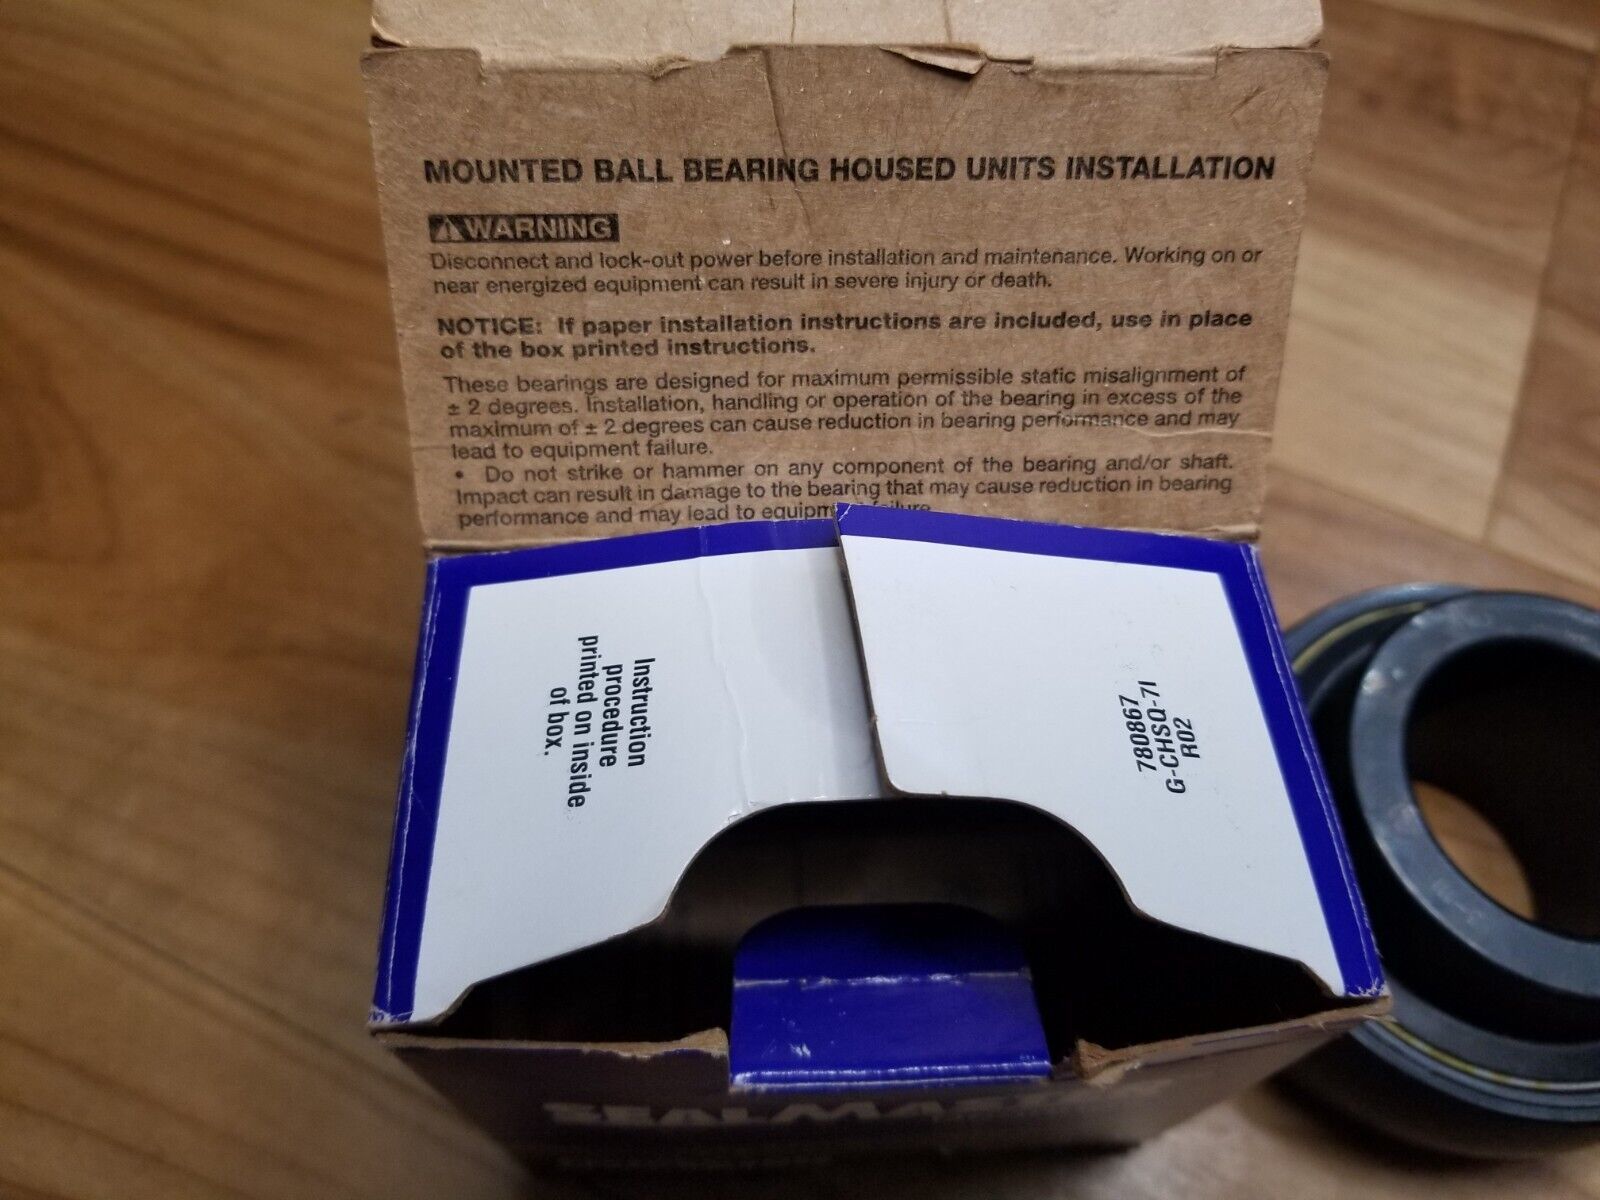 MOUNTED BALL BEARING HOUSED UNITS INSTALLATION
⚠WARNING
Disconnect and lock-out power before installation and maintenance. Working on or
near energized equipment can result in severe injury or death.
NOTICE: If paper installation instructions are included, use in place
of the box printed instructions.
These bearings are designed for maximum permissible static misalignment of
± 2 degrees. Installation, handling or operation of the bearing in excess of the
maximum of ± 2 degrees can cause reduction in bearing performance and may
lead to equipment failure.
• Do not strike or hammer on any component of the bearing and/or shaft.
Impact can result in damage to the bearing that may cause reduction in bearing
performance and may lead to equipm failure
Instruction
procedure
printed on inside
of box.
780867
G-CHSQ-7I
R02
SEALMASTER